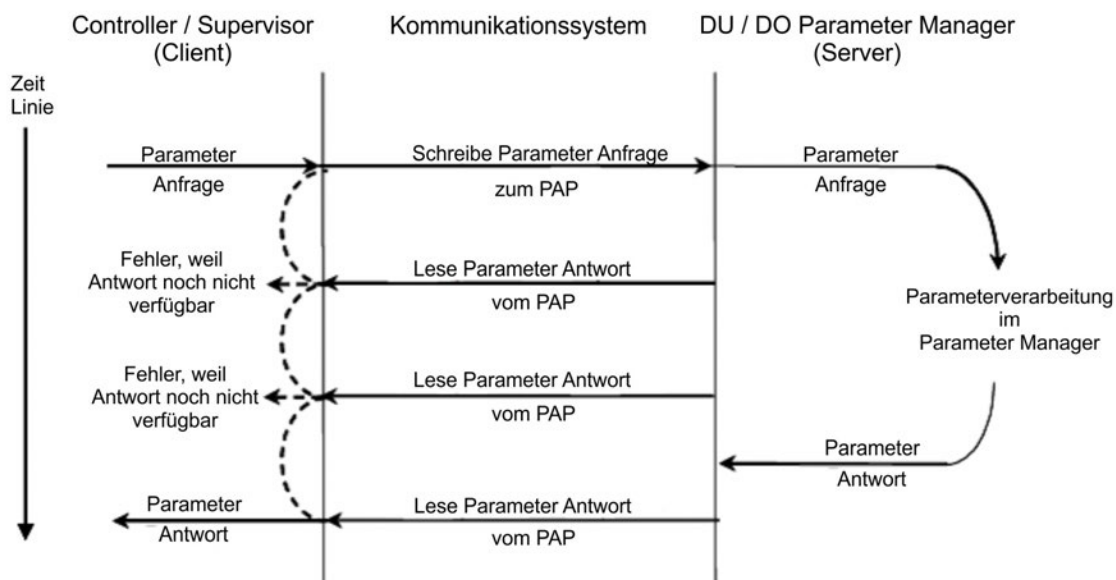 Controller / Supervisor
(Client)
Kommunikationssystem
DU / DO Parameter Manager
(Server)
Zeit
Linie
Parameter
Anfrage
Schreibe Parameter Anfrage
zum PAP
Parameter
Anfrage
Fehler, weil
Antwort noch nicht
verfügbar
Lese Parameter Antwort
vom PAP
Parameterverarbeitung
im
Parameter Manager
Fehler, weil
Antwort noch nicht
verfügbar
Lese Parameter Antwort
vom PAP
Parameter
Antwort
Parameter
Antwort
Lese Parameter Antwort
vom PAP